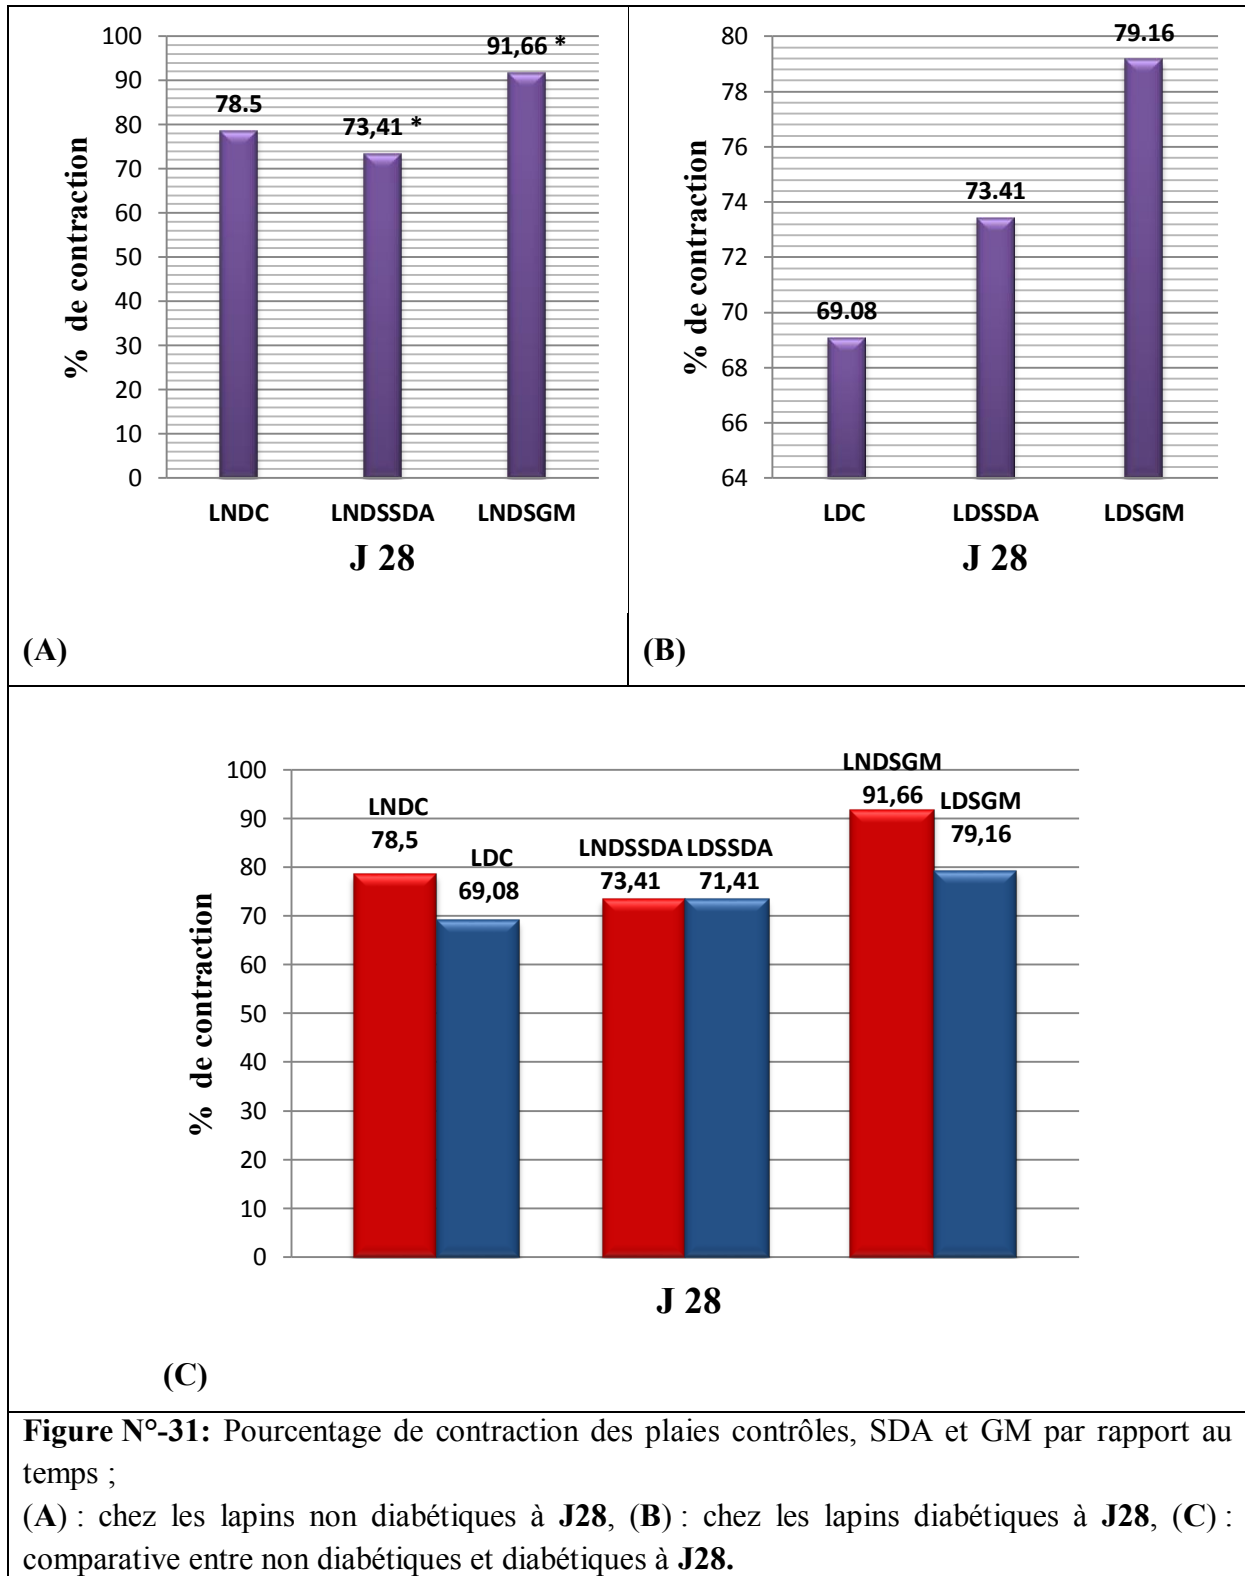 100
90
80
70
60
50
40
30
20
10
0
% de contraction
78.5
73,41 *
91,66 *
LNDC LNDSSDA LNDSGM
J 28
(A)
80
78
76
74
72
70
68
66
64
% de contraction
69.08
73.41
79.16
LDC LDSSDA LDSGM
J 28
(B)
100
90
80
70
60
50
40
30
20
10
0
% de contraction
LNDC
78,5
LDC
69,08
LNDSSDA LDSSDA
73,41 71,41
LNDSGM
91,66
LDSGM
79,16
J 28
(C)
Figure N°-31: Pourcentage de contraction des plaies contrôles, SDA et GM par rapport au
temps ;
(A) : chez les lapins non diabétiques à J28, (B) : chez les lapins diabétiques à J28, (C) :
comparative entre non diabétiques et diabétiques à J28.